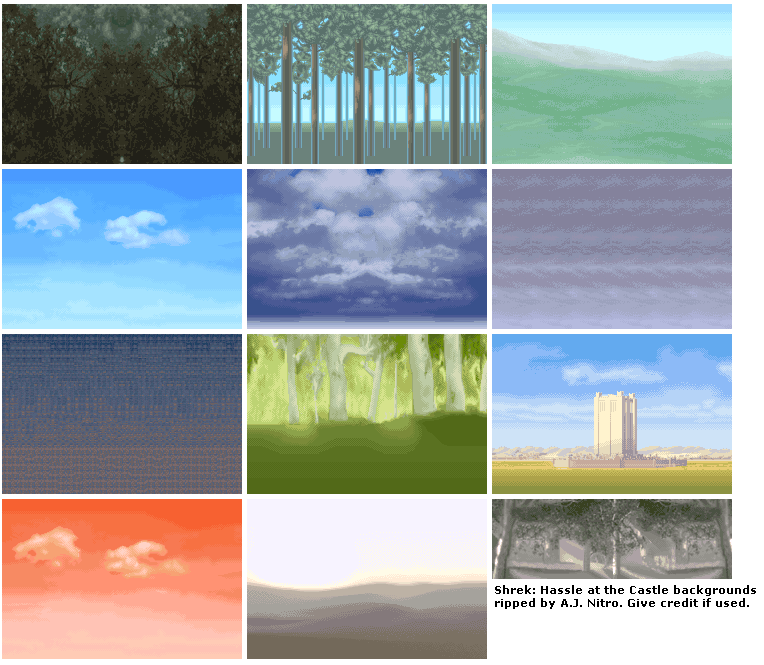 Shrek: Hassle at the Castle backgrounds
ripped by A.J. Nitro. Give credit if used.